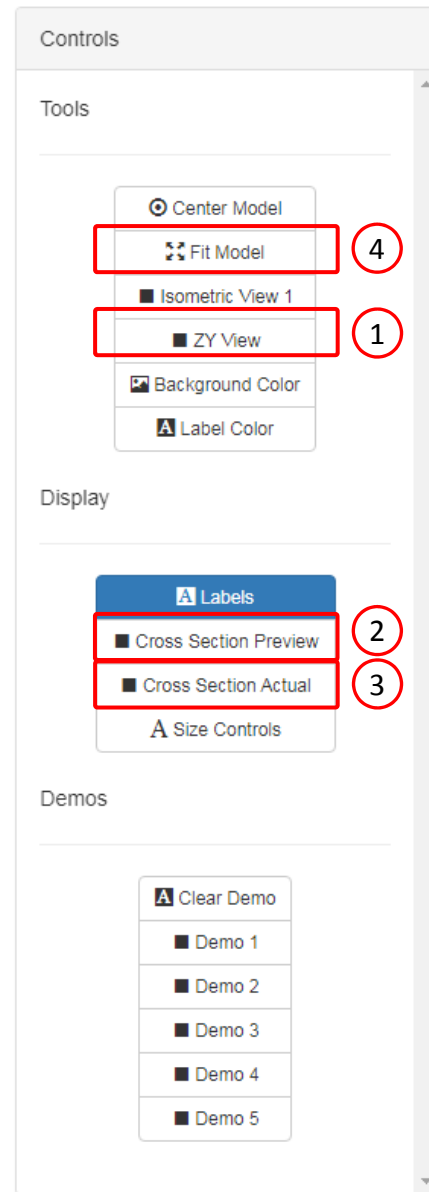 Controls
Tools
Center Model
Fit Model
4
Isometric View 1
ZY View
1
Background Color
A Label Color
Display
A Labels
Cross Section Preview
2
Cross Section Actual
3
A Size Controls
Demos
A Clear Demo
Demo 1
Demo 2
Demo 3
Demo 4
Demo 5